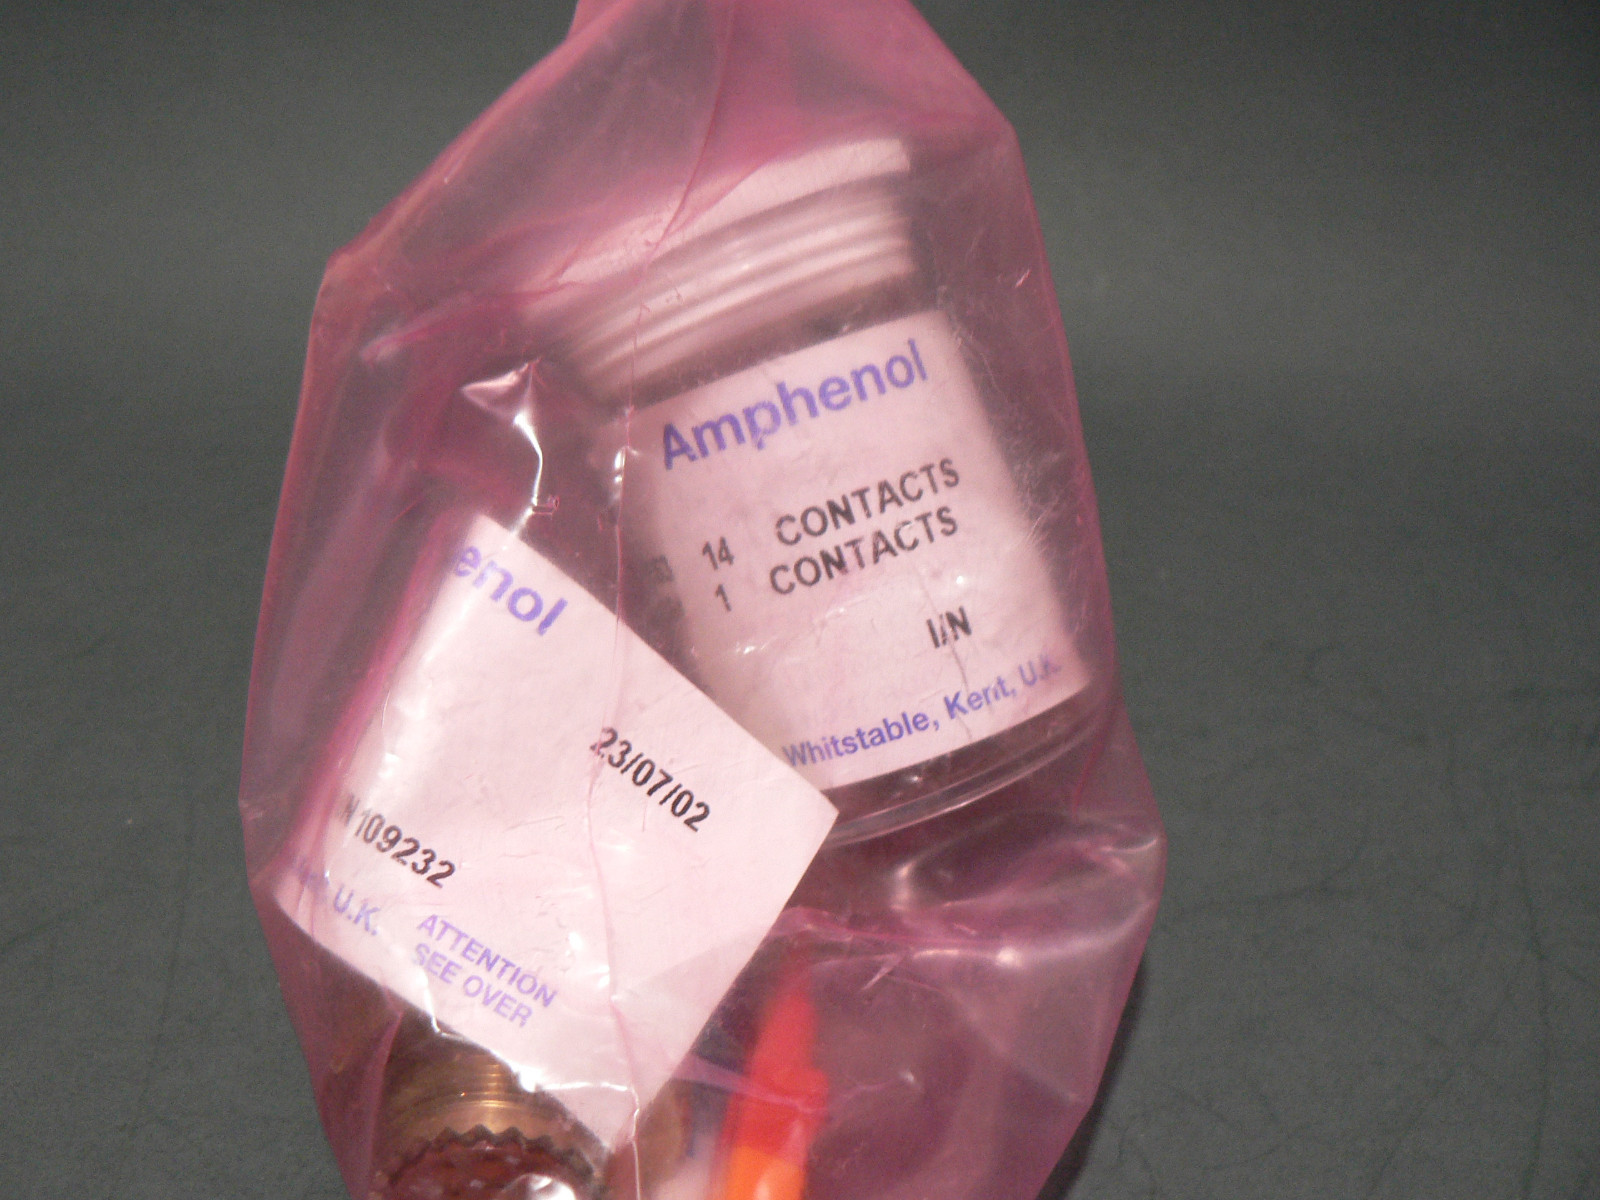 Amphenol
14 CONTACTS
1 CONTACTS
I/N
Whitstable, Kent, U.K.
enol
23/07/02
N 109232
U.K.
ATTENTION
SEE OVER